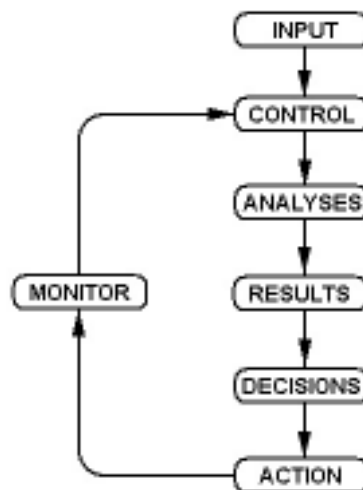 INPUT
CONTROL
ANALYSES
MONITOR
RESULTS
DECISIONS
ACTION